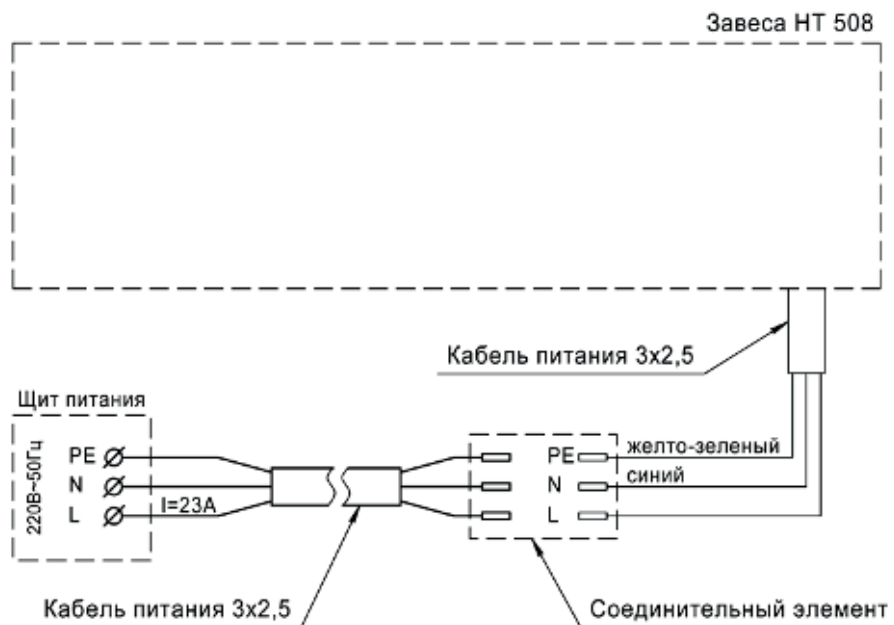 Завеса НТ 508
Кабель питания 3х2,5
Щит питания
220В~50Гц
PE
N
L
I=23А
PE
N
L
желто-зеленый
синий
Кабель питания 3х2,5
Соединительный элемент